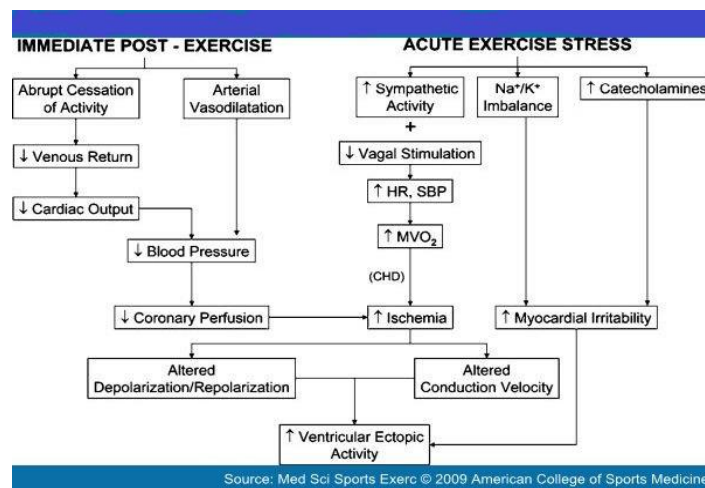 IMMEDIATE POST - EXERCISE
ACUTE EXERCISE STRESS
Abrupt Cessation
of Activity
Arterial
Vasodilatation
↑ Sympathetic
Activity
Na⁺/K⁺
Imbalance
↑ Catecholamines
+
↓ Venous Return
↓ Vagal Stimulation
↑ HR, SBP
↓ Cardiac Output
↑ MVO₂
↓ Blood Pressure
(CHD)
↓ Coronary Perfusion
↑ Ischemia
↑ Myocardial Irritability
Altered
Depolarization/Repolarization
Altered
Conduction Velocity
↑ Ventricular Ectopic
Activity
Source: Med Sci Sports Exerc © 2009 American College of Sports Medicine